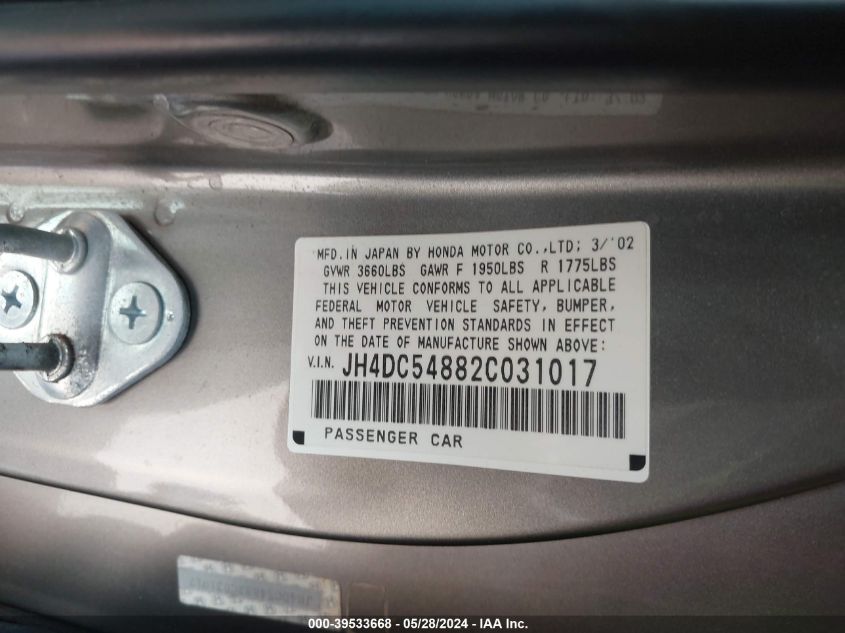 MFD.IN JAPAN BY HONDA MOTOR CO.,LTD; 3/'02
GVWR 3660LBS GAWR F 1950LBS R 1775LBS
THIS VEHICLE CONFORMS TO ALL APPLICABLE
FEDERAL MOTOR VEHICLE SAFETY, BUMPER,
AND THEFT PREVENTION STANDARDS IN EFFECT
ON THE DATE OF MANUFACTURE SHOWN ABOVE:
V.I.N. JH4DC54882C031017
PASSENGER CAR
000-39533668 - 05/28/2024 - IAA Inc.